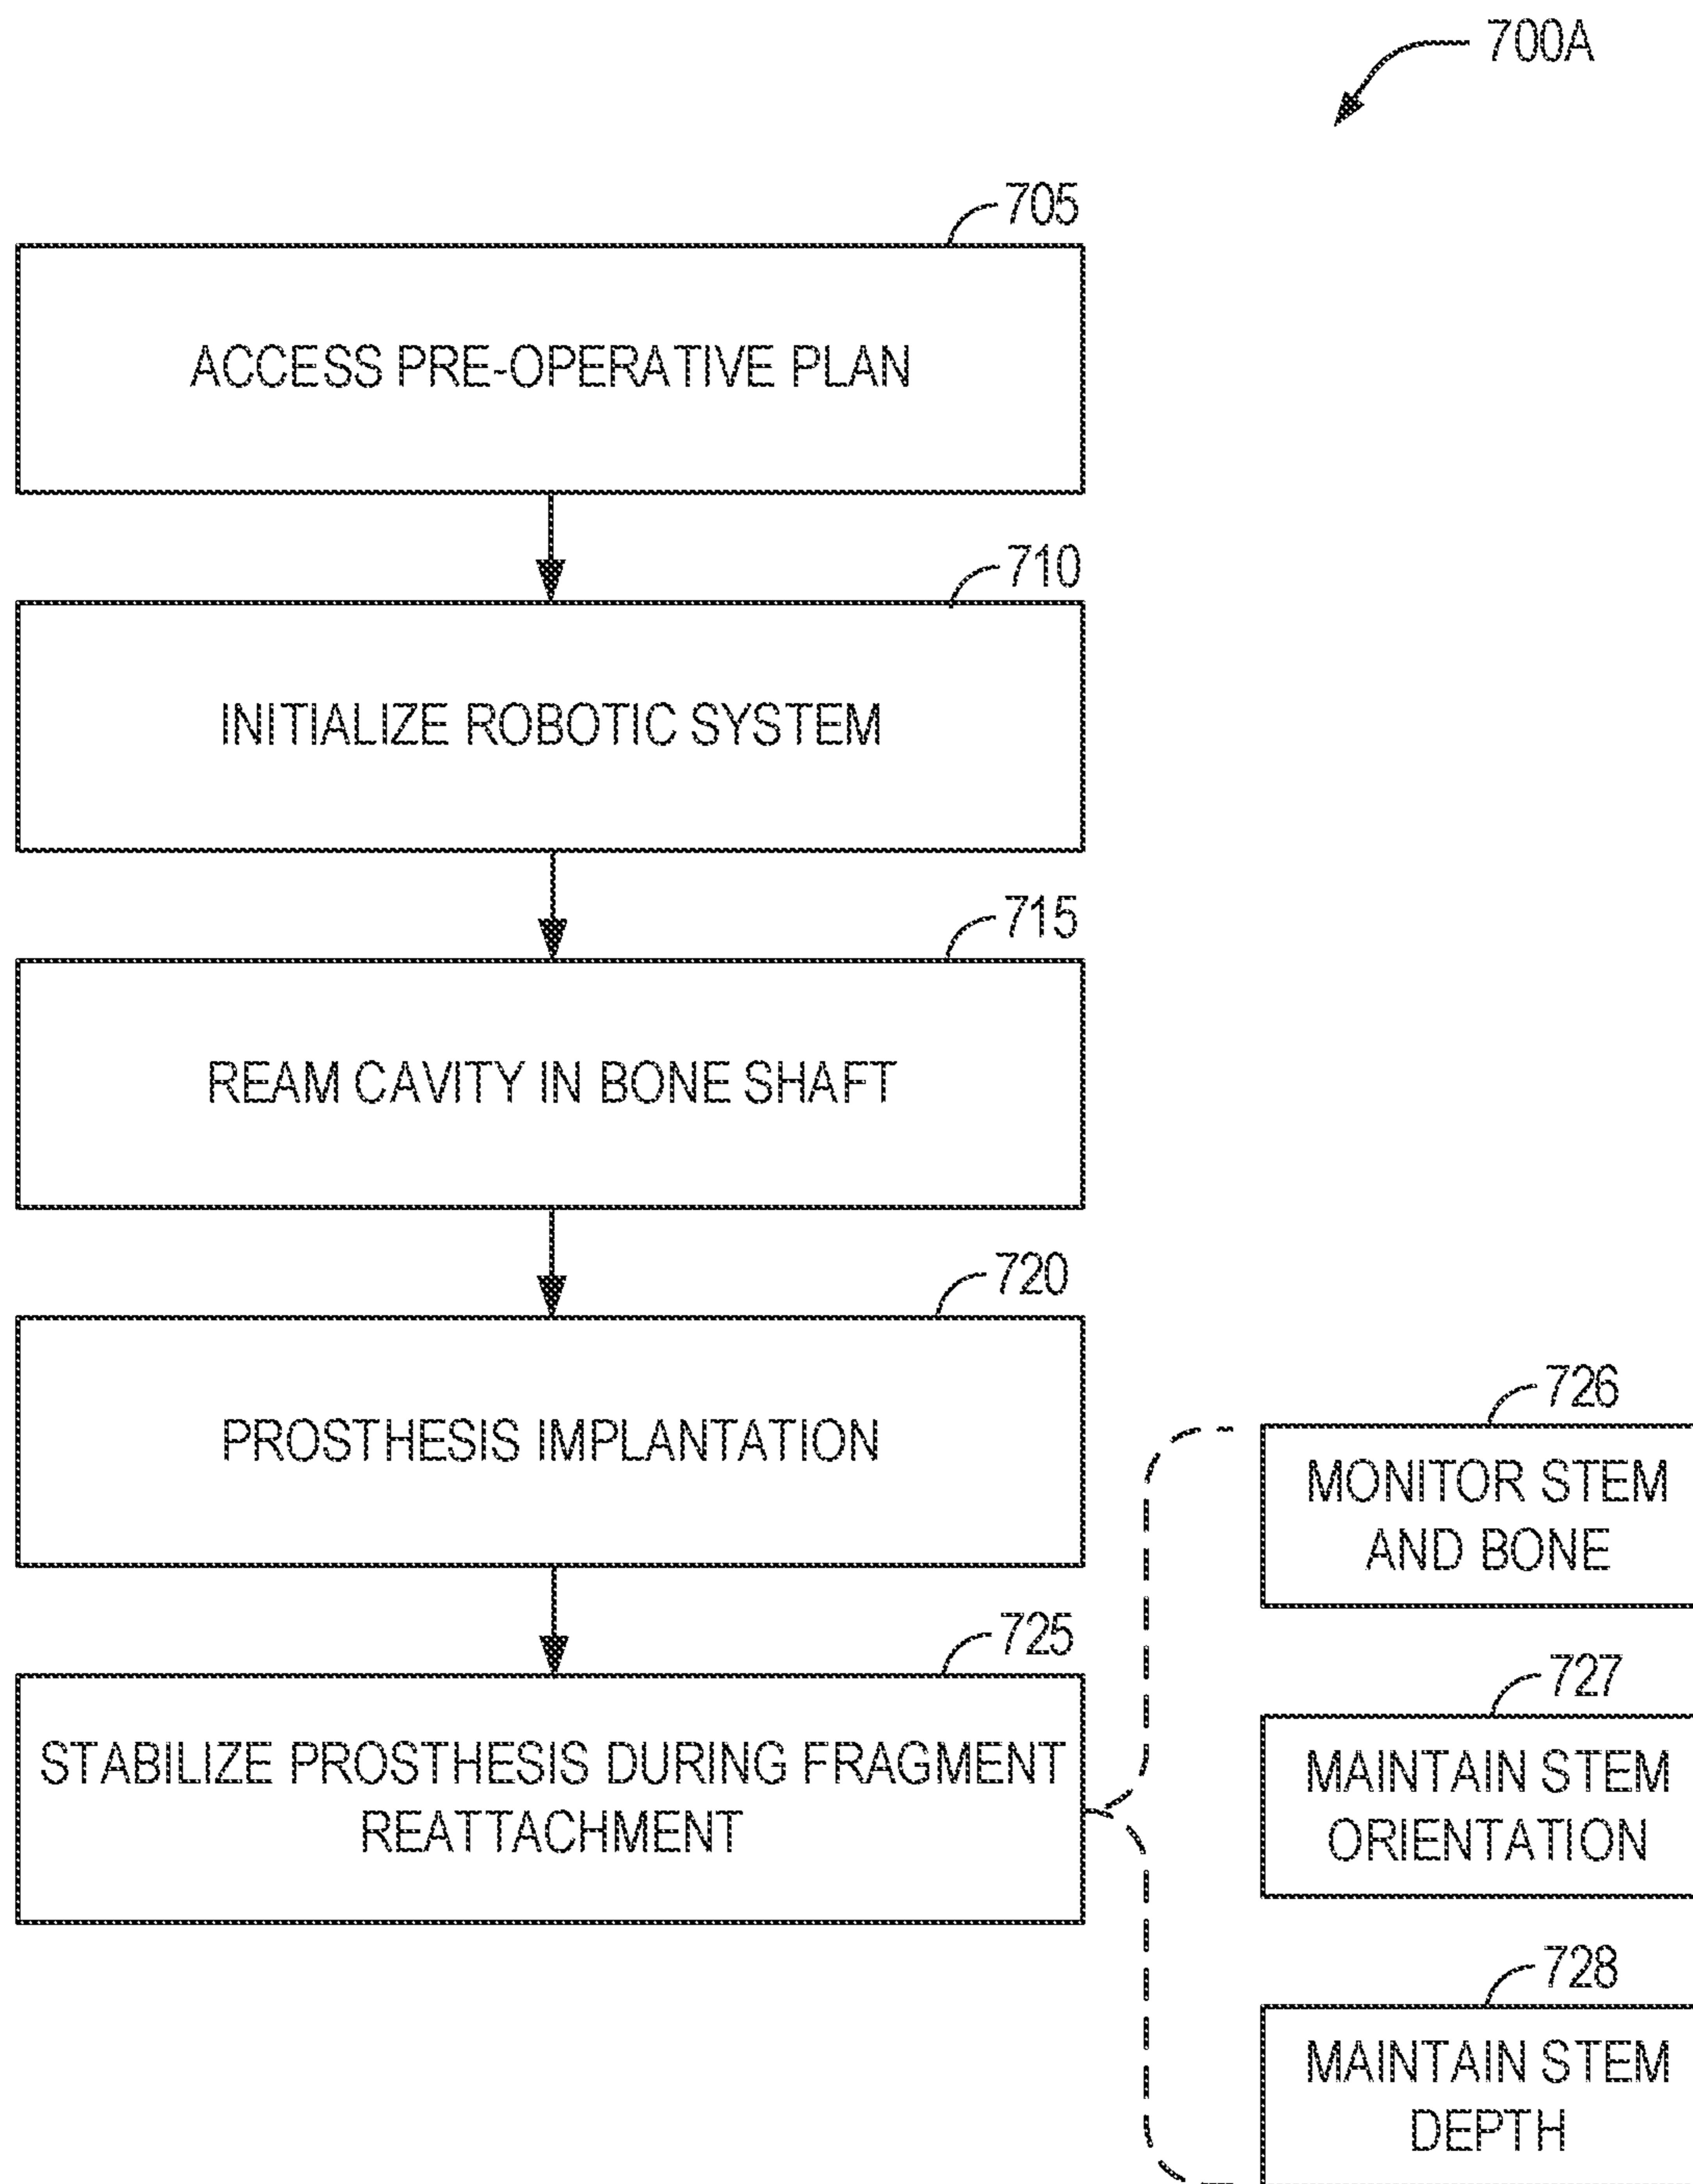 700A
705
ACCESS PRE-OPERATIVE PLAN
710
INITIALIZE ROBOTIC SYSTEM
715
REAM CAVITY IN BONE SHAFT
720
PROSTHESIS IMPLANTATION
725
STABILIZE PROSTHESIS DURING FRAGMENT
REATTACHMENT
726
MONITOR STEM
AND BONE
727
MAINTAIN STEM
ORIENTATION
728
MAINTAIN STEM
DEPTH